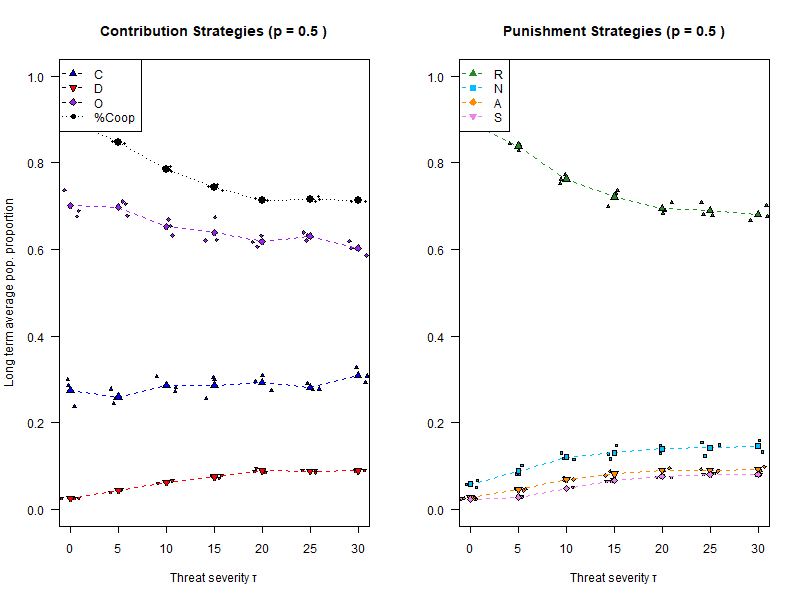 Contribution Strategies (p = 0.5 )
C
D
O
%Coop
Long term average pop. proportion
1.0
0.8
0.6
0.4
0.2
0.0
0 5 10 15 20 25 30
Threat severity τ
Punishment Strategies (p = 0.5 )
R
N
A
S
1.0
0.8
0.6
0.4
0.2
0.0
0 5 10 15 20 25 30
Threat severity τ